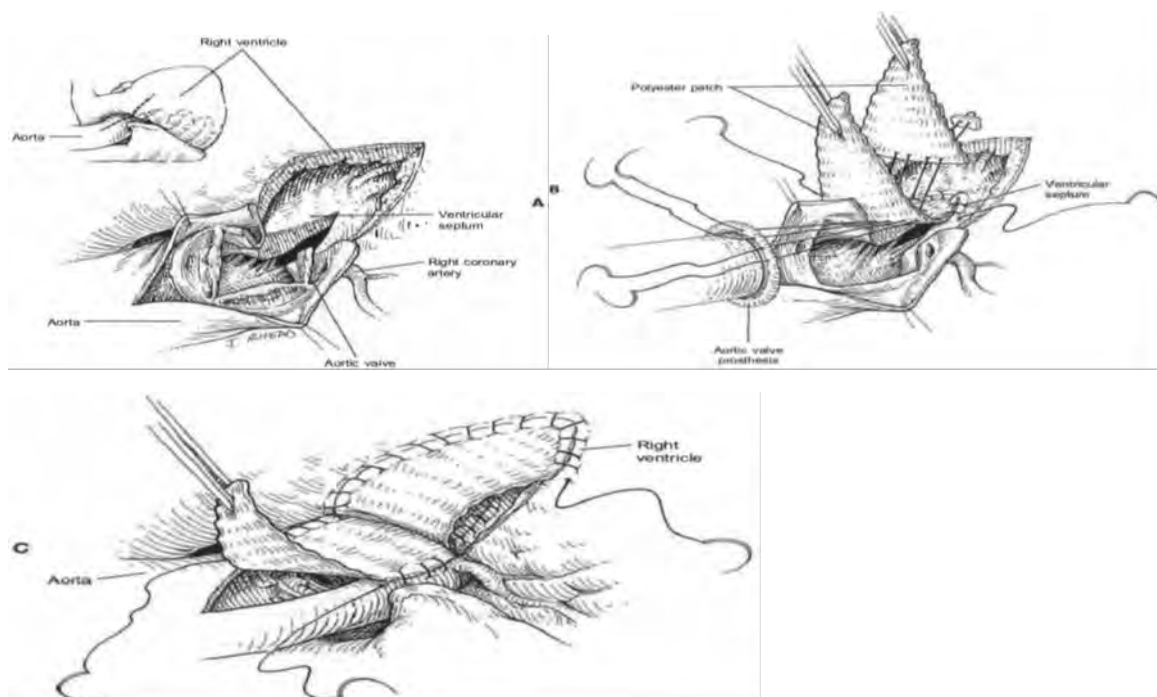 Right ventricle
Aorta
A
Ventricular
septum
Right coronary
artery
Aorta
Aortic valve
Polyester patch
B
Ventricular
septum
Aortic valve
prosthesis
C
Right
ventricle
Aorta